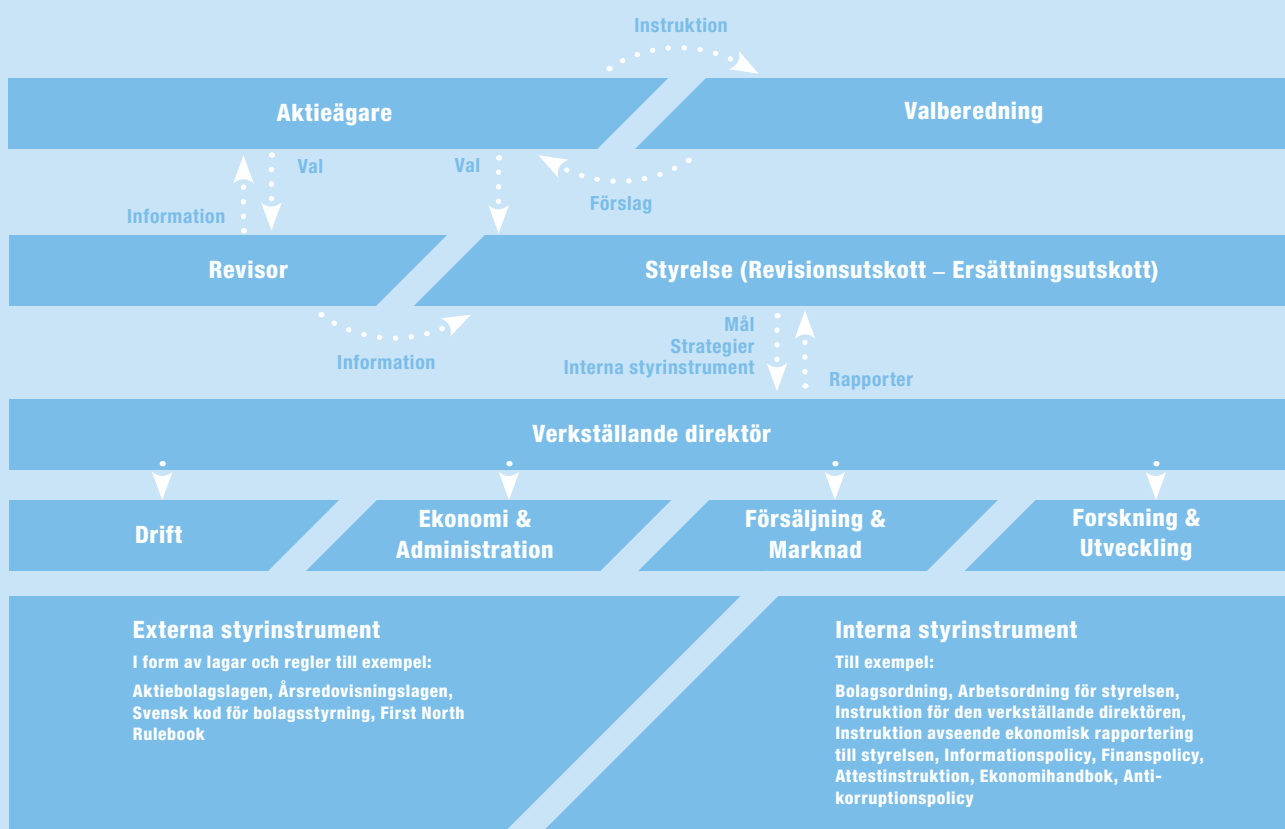 Instruktion
Aktieägare
Valberedning
Val
Val
Information
Förslag
Revisor
Styrelse (Revisionsutskott – Ersättningsutskott)
Information
Mål
Strategier
Interna styrinstrument
Rapporter
Verkställande direktör
Drift
Ekonomi &
Administration
Försäljning &
Marknad
Forskning &
Utveckling
Externa styrinstrument
I form av lagar och regler till exempel:
Aktiebolagslagen, Årsredovisningslagen,
Svensk kod för bolagsstyrning, First North
Rulebook
Interna styrinstrument
Till exempel:
Bolagsordning, Arbetsordning för styrelsen,
Instruktion för den verkställande direktören,
Instruktion avseende ekonomisk rapportering
till styrelsen, Informationspolicy, Finanspolicy,
Attestinstruktion, Ekonomihandbok, Anti-
korruptionspolicy